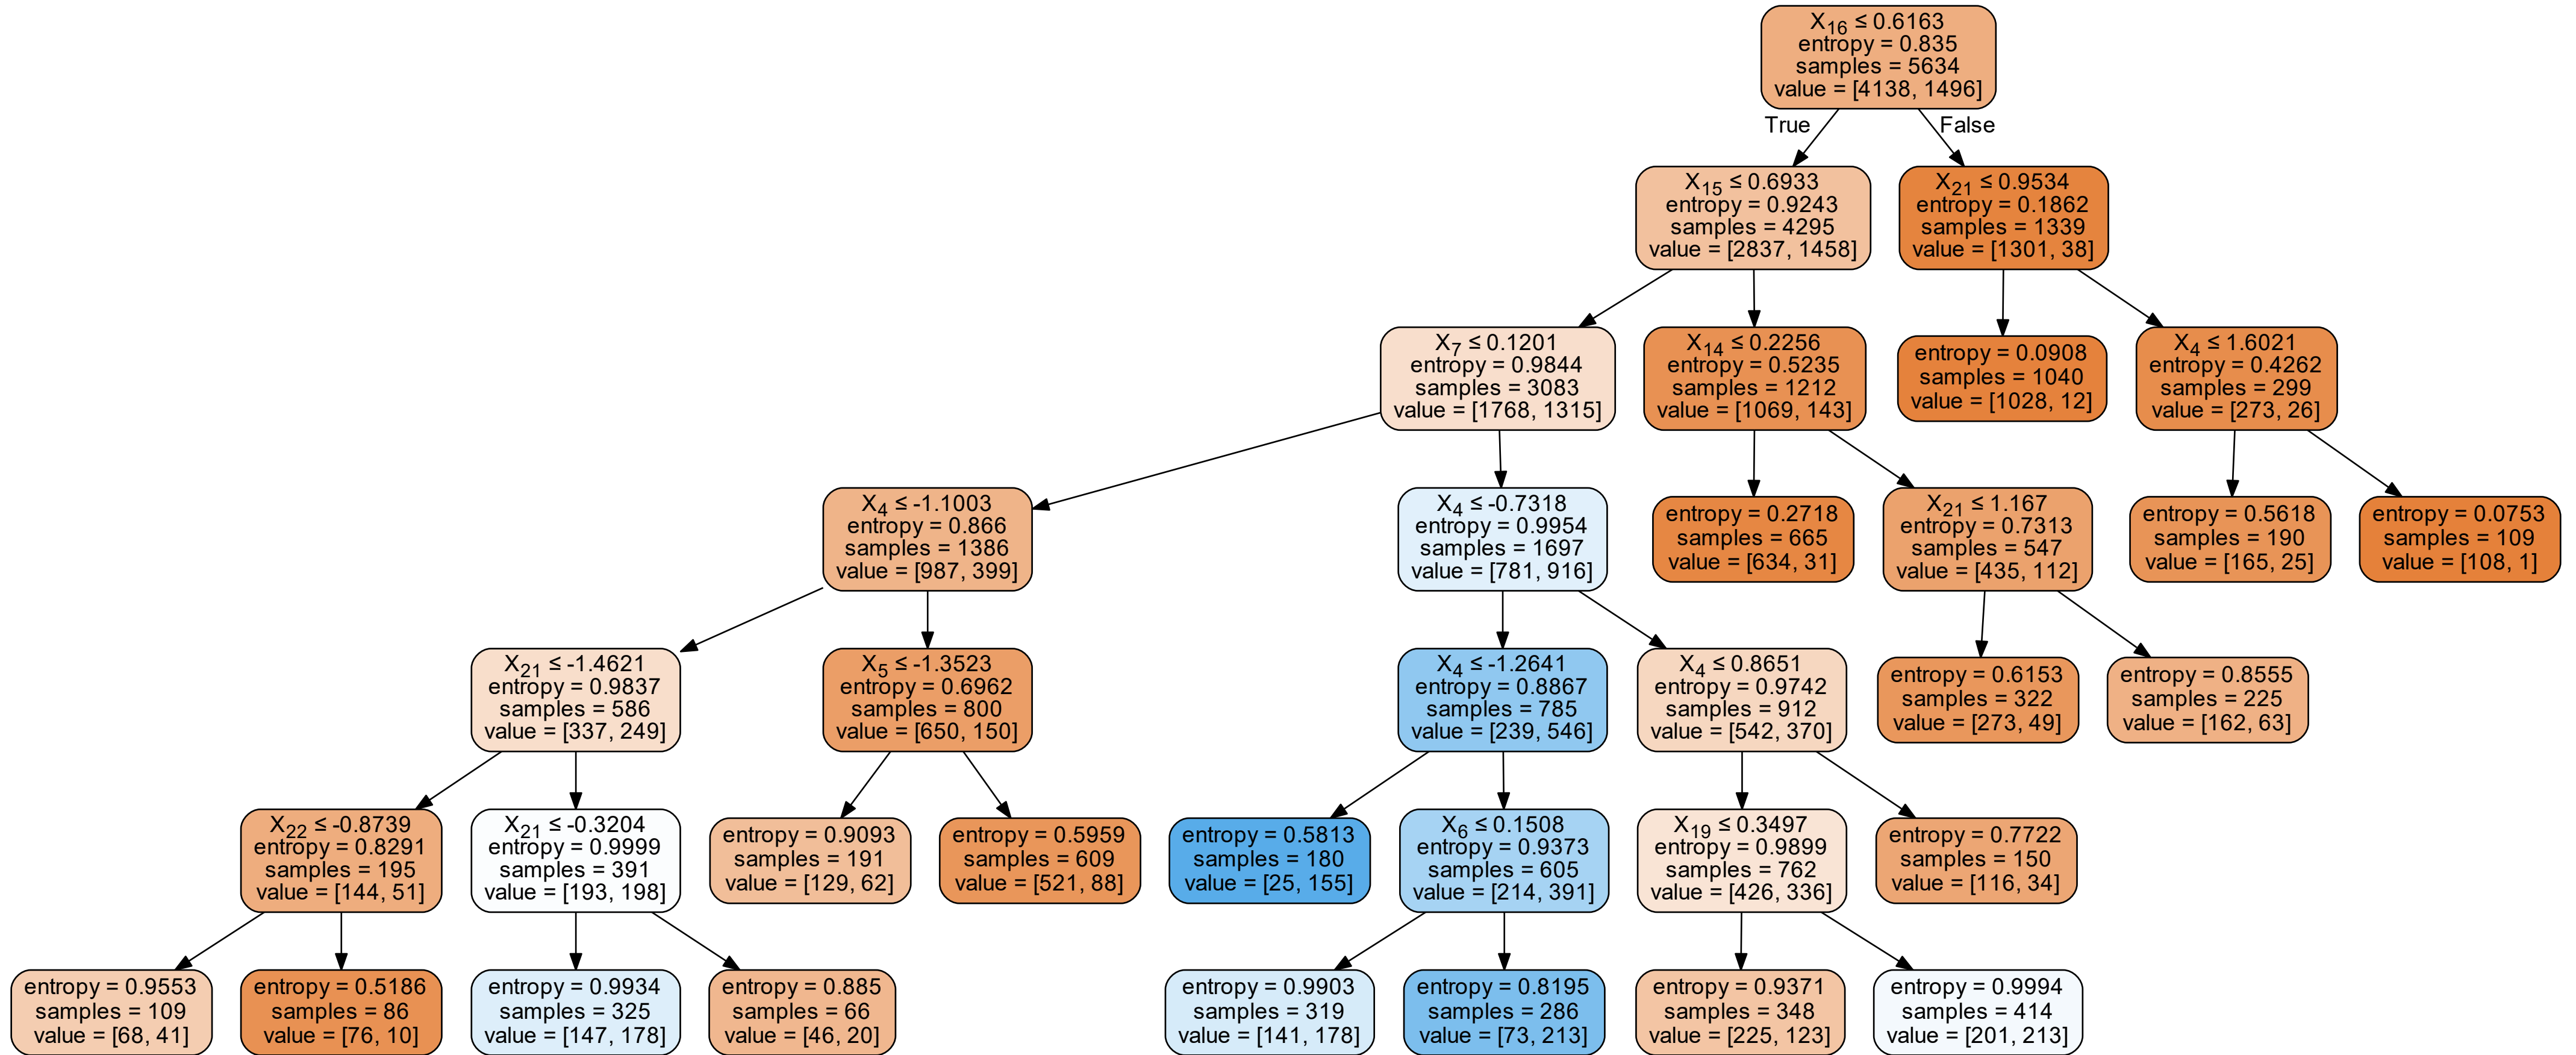 X16 ≤ 0.6163
entropy = 0.835
samples = 5634
value = [4138, 1496]
True
False
X15 ≤ 0.6933
entropy = 0.9243
samples = 4295
value = [2837, 1458]
X21 ≤ 0.9534
entropy = 0.1862
samples = 1339
value = [1301, 38]
X7 ≤ 0.1201
entropy = 0.9844
samples = 3083
value = [1768, 1315]
X14 ≤ 0.2256
entropy = 0.5235
samples = 1212
value = [1069, 143]
entropy = 0.0908
samples = 1040
value = [1028, 12]
X4 ≤ 1.6021
entropy = 0.4262
samples = 299
value = [273, 26]
X4 ≤ -1.1003
entropy = 0.866
samples = 1386
value = [987, 399]
X4 ≤ -0.7318
entropy = 0.9954
samples = 1697
value = [781, 916]
entropy = 0.2718
samples = 665
value = [634, 31]
X21 ≤ 1.167
entropy = 0.7313
samples = 547
value = [435, 112]
entropy = 0.5618
samples = 190
value = [165, 25]
entropy = 0.0753
samples = 109
value = [108, 1]
X21 ≤ -1.4621
entropy = 0.9837
samples = 586
value = [337, 249]
X5 ≤ -1.3523
entropy = 0.6962
samples = 800
value = [650, 150]
X4 ≤ -1.2641
entropy = 0.8867
samples = 785
value = [239, 546]
X4 ≤ 0.8651
entropy = 0.9742
samples = 912
value = [542, 370]
entropy = 0.6153
samples = 322
value = [273, 49]
entropy = 0.8555
samples = 225
value = [162, 63]
X22 ≤ -0.8739
entropy = 0.8291
samples = 195
value = [144, 51]
X21 ≤ -0.3204
entropy = 0.9999
samples = 391
value = [193, 198]
entropy = 0.9093
samples = 191
value = [129, 62]
entropy = 0.5959
samples = 609
value = [521, 88]
entropy = 0.5813
samples = 180
value = [25, 155]
X6 ≤ 0.1508
entropy = 0.9373
samples = 605
value = [214, 391]
X19 ≤ 0.3497
entropy = 0.9899
samples = 762
value = [426, 336]
entropy = 0.7722
samples = 150
value = [116, 34]
entropy = 0.9553
samples = 109
value = [68, 41]
entropy = 0.5186
samples = 86
value = [76, 10]
entropy = 0.9934
samples = 325
value = [147, 178]
entropy = 0.885
samples = 66
value = [46, 20]
entropy = 0.9903
samples = 319
value = [141, 178]
entropy = 0.8195
samples = 286
value = [73, 213]
entropy = 0.9371
samples = 348
value = [225, 123]
entropy = 0.9994
samples = 414
value = [201, 213]